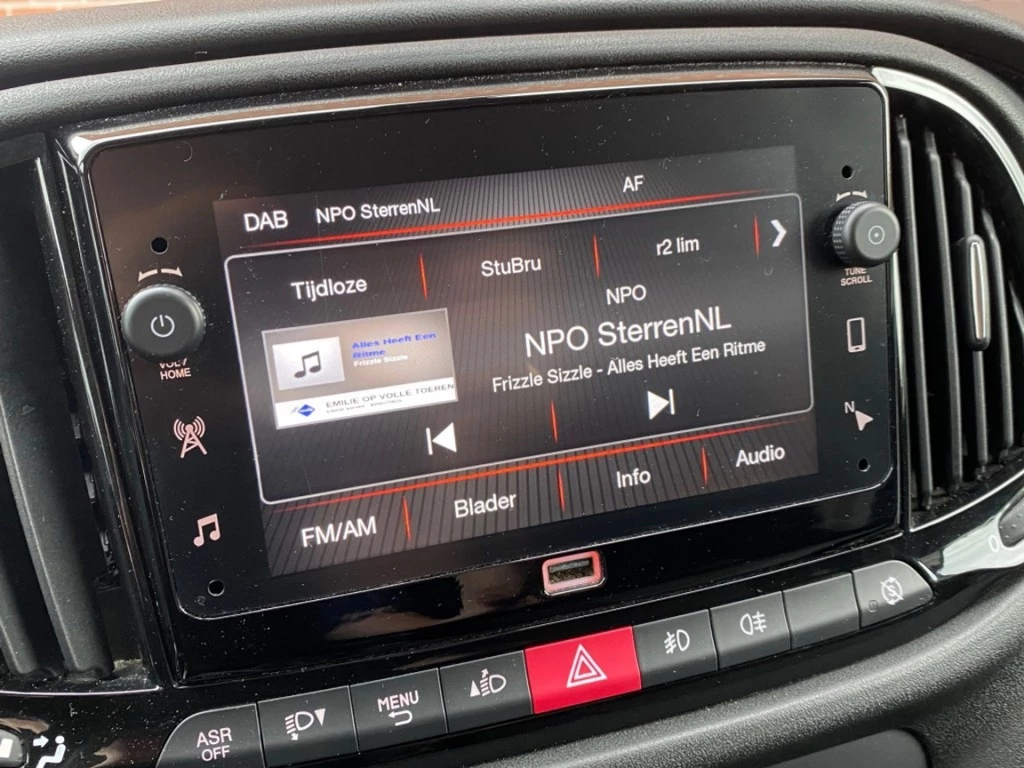 DAB
NPO SterrenNL
AF
Tijdloze
StuBru
r2 lim
NPO
NPO SterrenNL
Frizzle Sizzle - Alles Heeft Een Ritme
Alles Heeft Een
Ritme
Frizzle Sizzle
EMILIE OP VOLLE TOEREN
FM/AM
Blader
Info
Audio
VOL /
HOME
TUNE
SCROLL
N
ASR
OFF
MENU
0